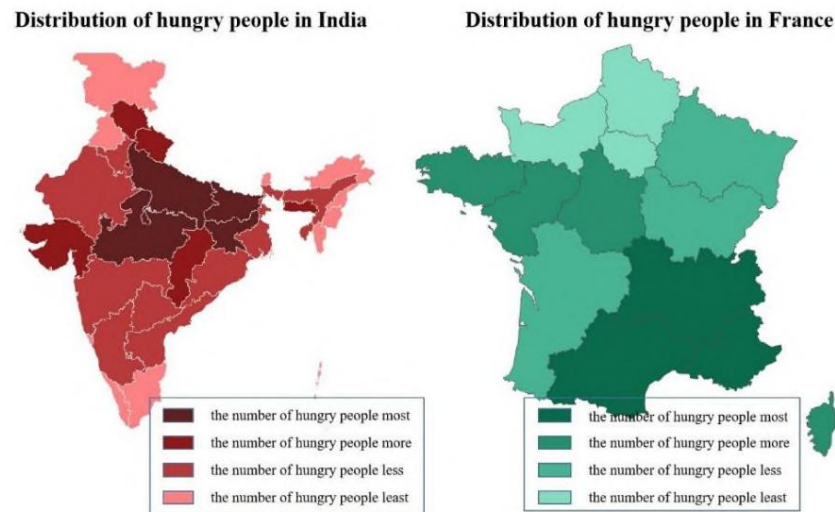 Distribution of hungry people in India
Distribution of hungry people in France
the number of hungry people most
the number of hungry people more
the number of hungry people less
the number of hungry people least
the number of hungry people most
the number of hungry people more
the number of hungry people less
the number of hungry people least